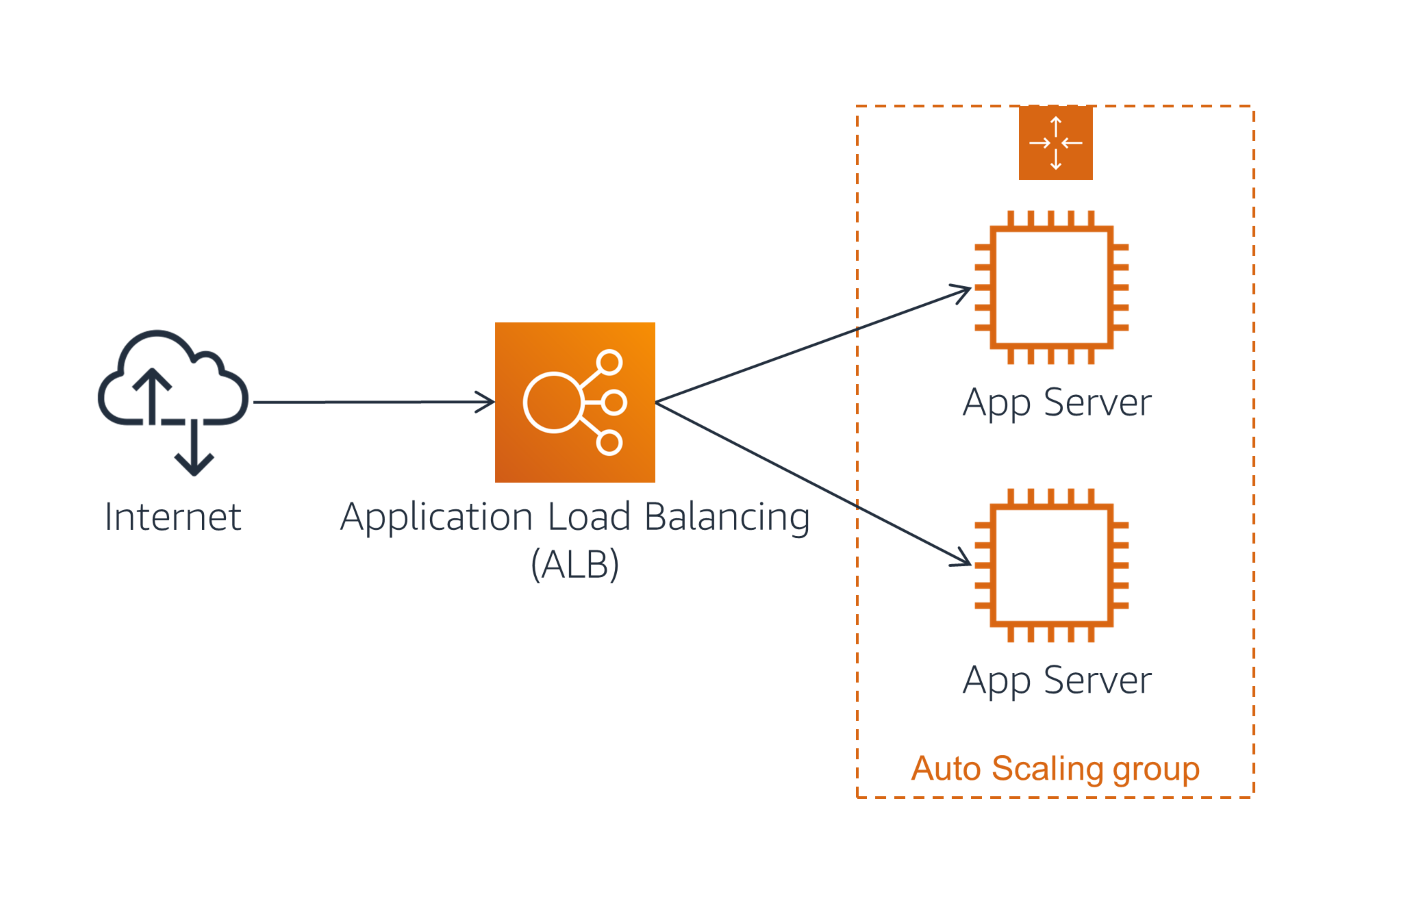 Internet
Application Load Balancing
(ALB)
App Server
App Server
Auto Scaling group